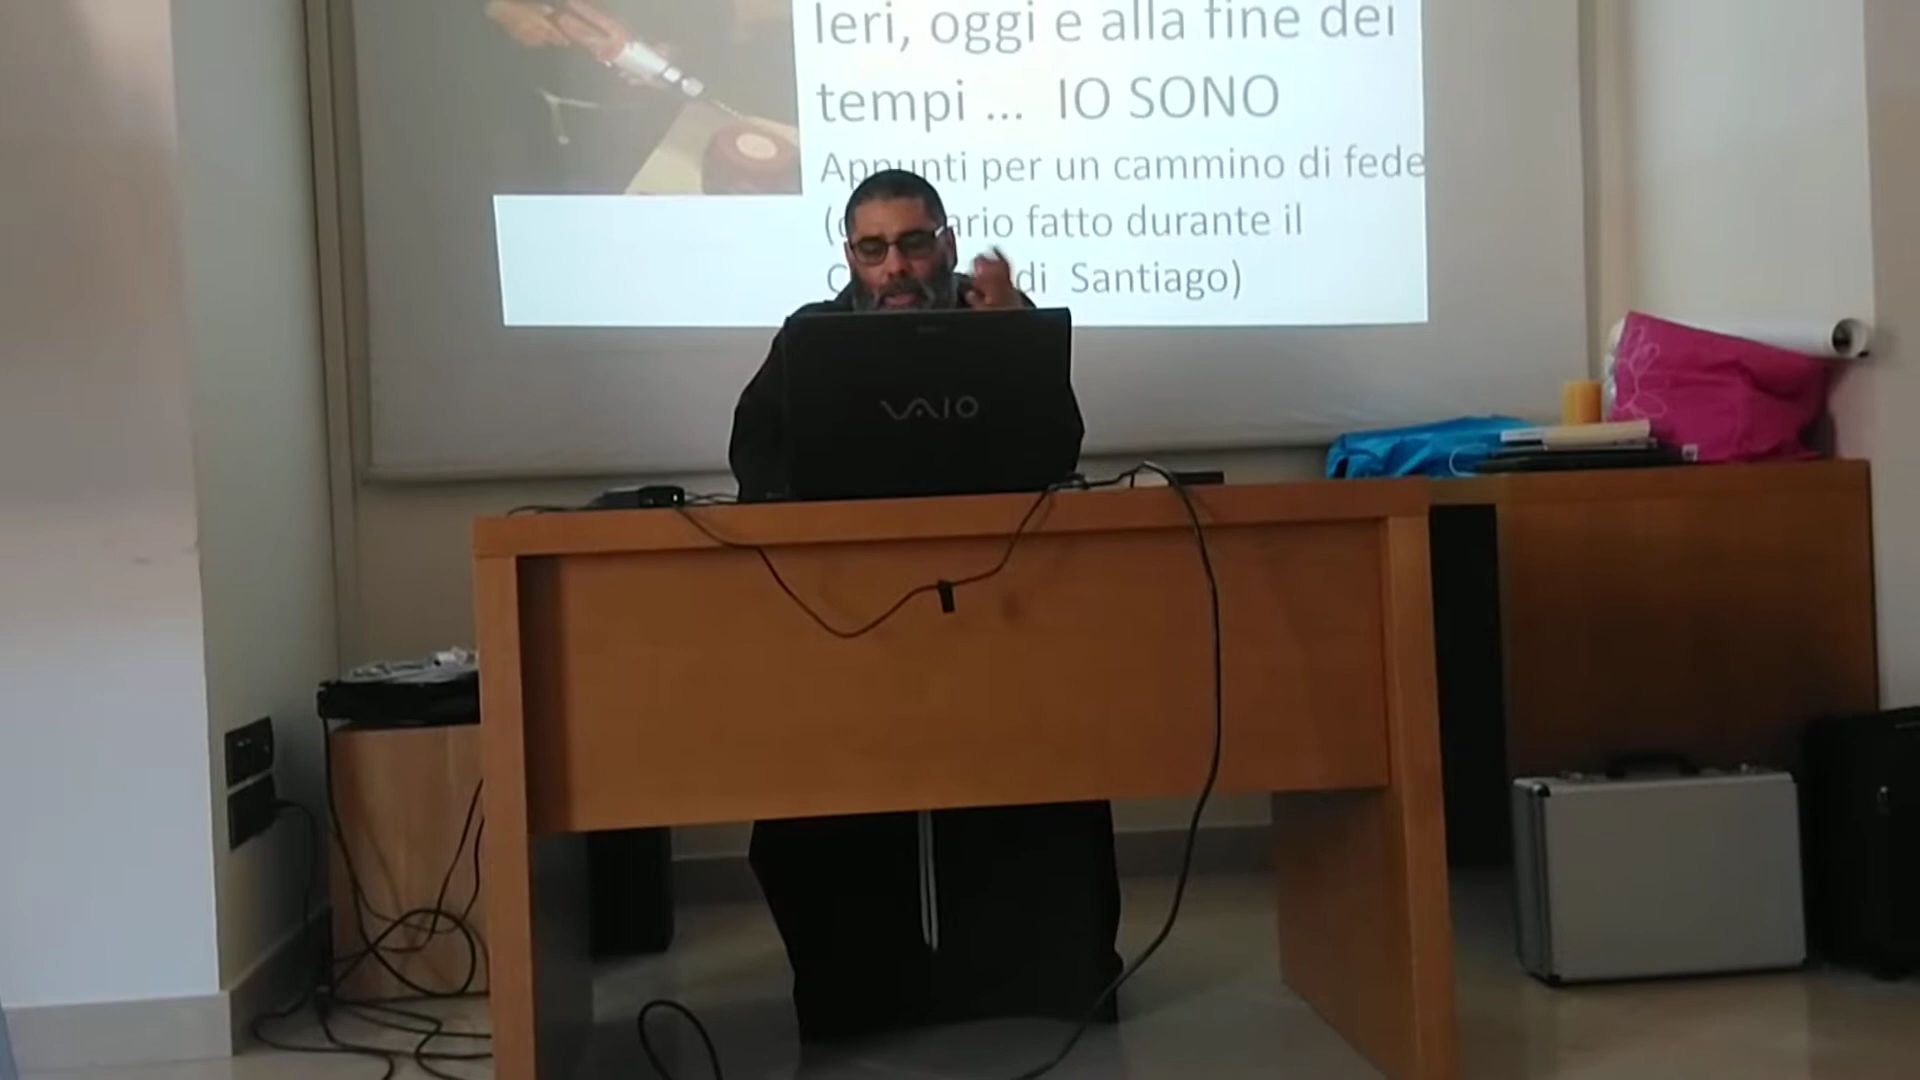 Ieri, oggi e alla fine dei
tempi ... IO SONO
Appunti per un cammino di fede
fatto durante il
di Santiago)
VAIO